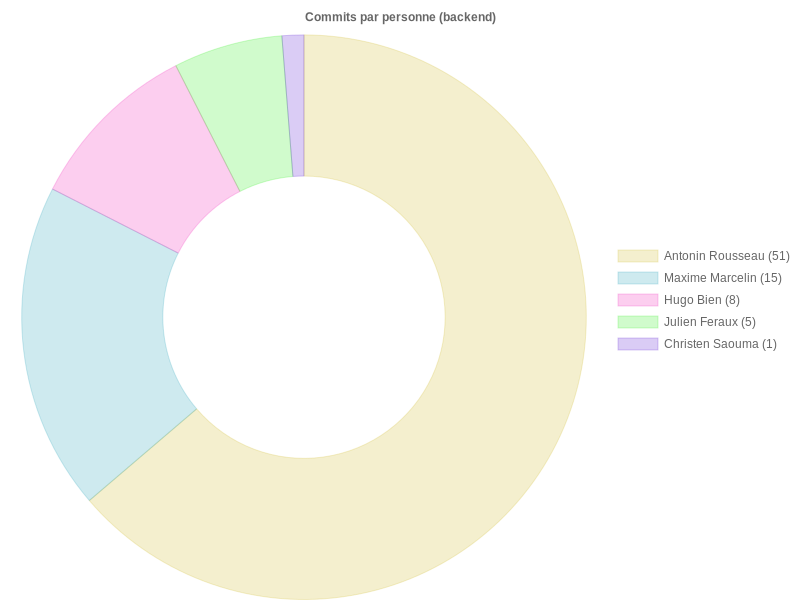 Commits par personne (backend)
Antonin Rousseau (51)
Maxime Marcelin (15)
Hugo Bien (8)
Julien Feraux (5)
Christen Saouma (1)